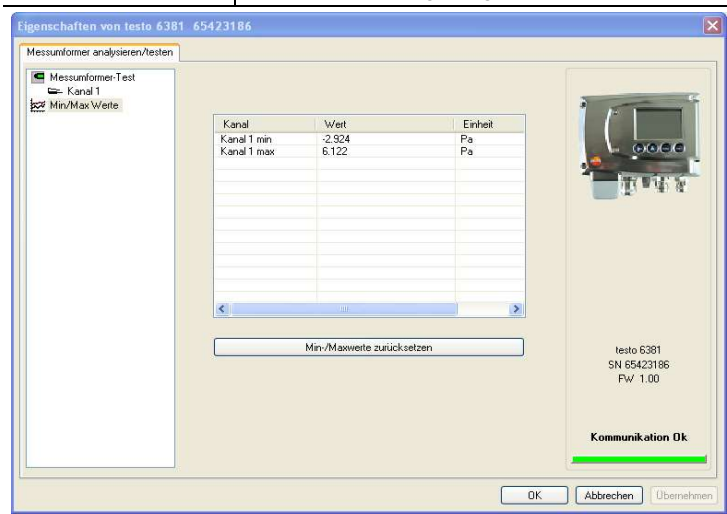 Eigenschaften von testo 6381 65423186
Messumformer analysieren/testen
Messumformer-Test
Kanal 1
Min/Max Werte
Kanal Wert Einheit
Kanal 1 min -2.924 Pa
Kanal 1 max 6.122 Pa
Min-/Maxwerte zurücksetzen
testo 6381
SN 65423186
FW 1.00
Kommunikation Ok
OK Abbrechen Übernehmen